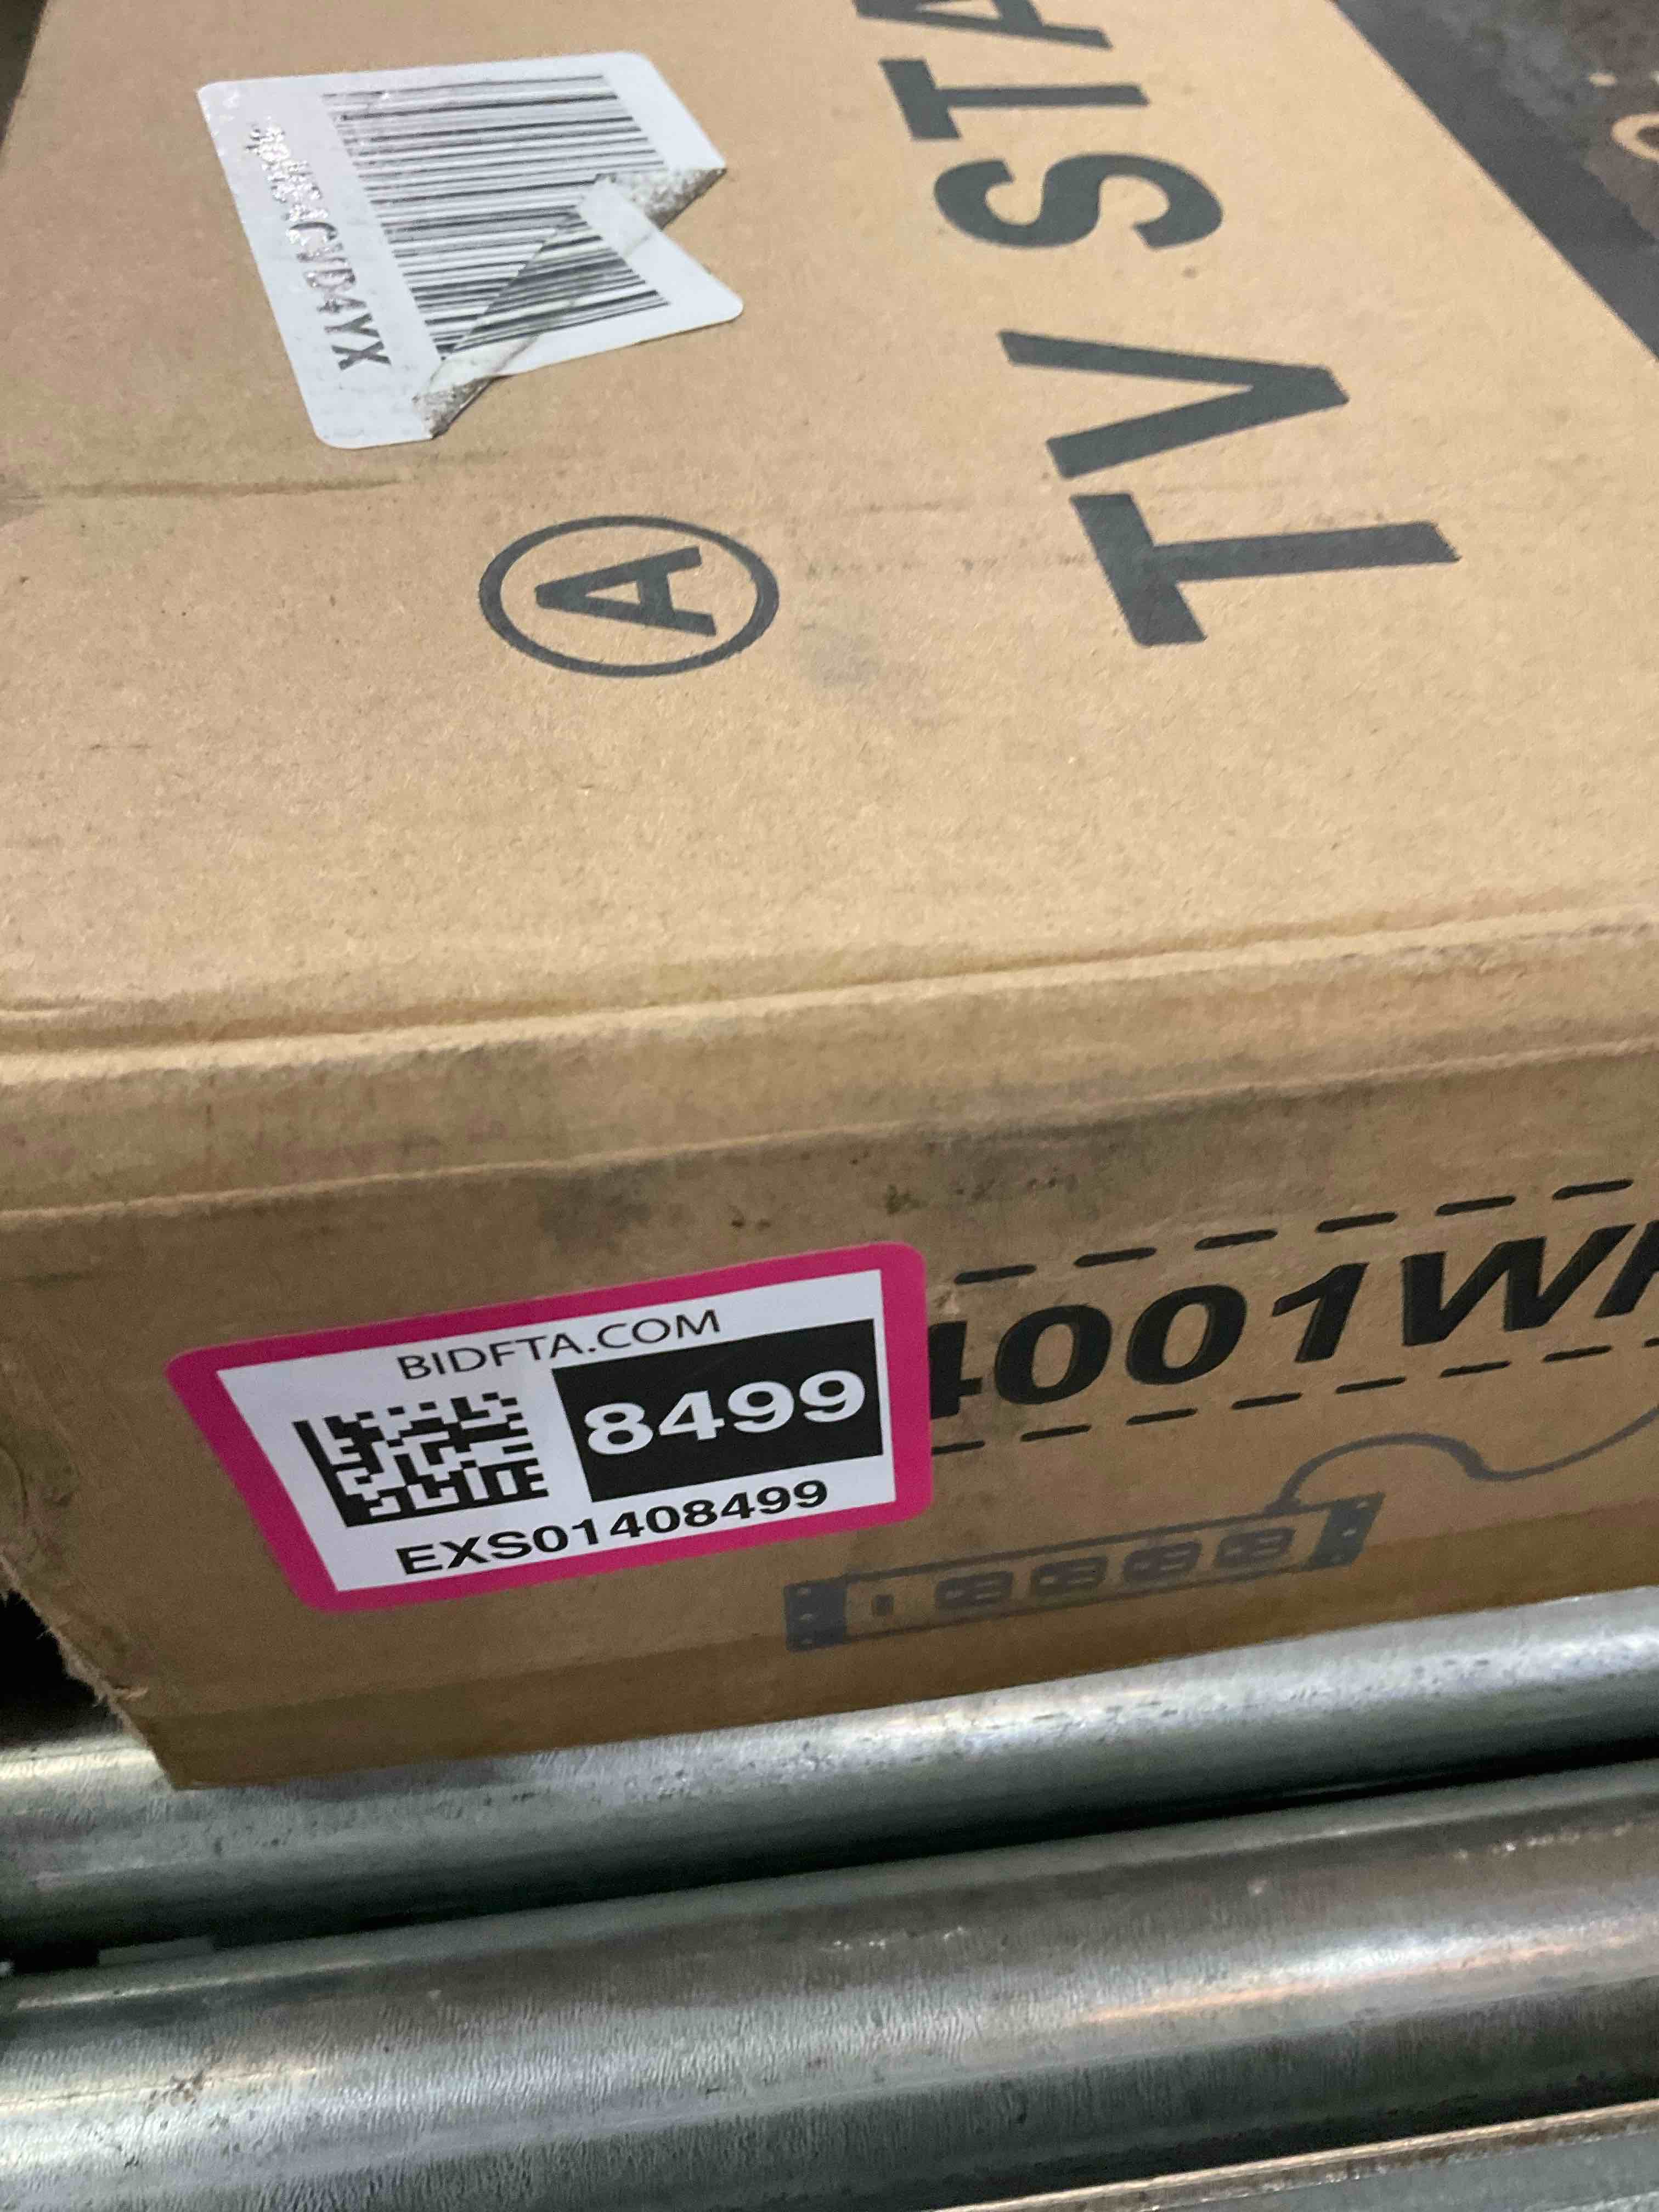 TV STA
A
BIDFTA.COM
8499
EXS01408499
4001W